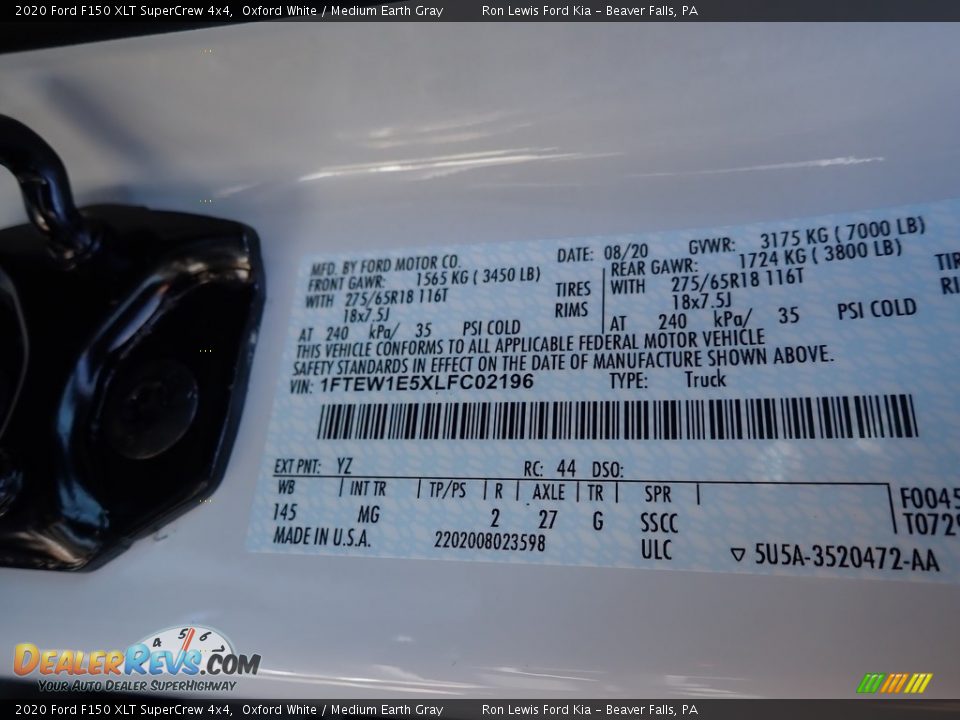 2020 Ford F150 XLT SuperCrew 4x4, Oxford White / Medium Earth Gray Ron Lewis Ford Kia - Beaver Falls, PA
MFD. BY FORD MOTOR CO. DATE: 08/20 GVWR: 3175 KG ( 7000 LB)
FRONT GAWR: 1565 KG ( 3450 LB) REAR GAWR: 1724 KG ( 3800 LB)
WITH 275/65R18 116T TIRES WITH 275/65R18 116T TIR
18x7.5J RIMS 18x7.5J RI
AT 240 kPa/ 35 PSI COLD AT 240 kPa/ 35 PSI COLD
THIS VEHICLE CONFORMS TO ALL APPLICABLE FEDERAL MOTOR VEHICLE
SAFETY STANDARDS IN EFFECT ON THE DATE OF MANUFACTURE SHOWN ABOVE.
VIN: 1FTEW1E5XLFC02196 TYPE: Truck
EXT PNT: YZ RC: 44 DSO:
WB INT TR TP/PS R AXLE TR SPR F0045
145 MG 2 27 G SSCC T0729
MADE IN U.S.A. 2202008023598 ULC ▽ 5U5A-3520472-AA
4 5 6
DEALERREVS.COM
YOUR AUTO DEALER SUPERHIGHWAY
2020 Ford F150 XLT SuperCrew 4x4, Oxford White / Medium Earth Gray Ron Lewis Ford Kia - Beaver Falls, PA